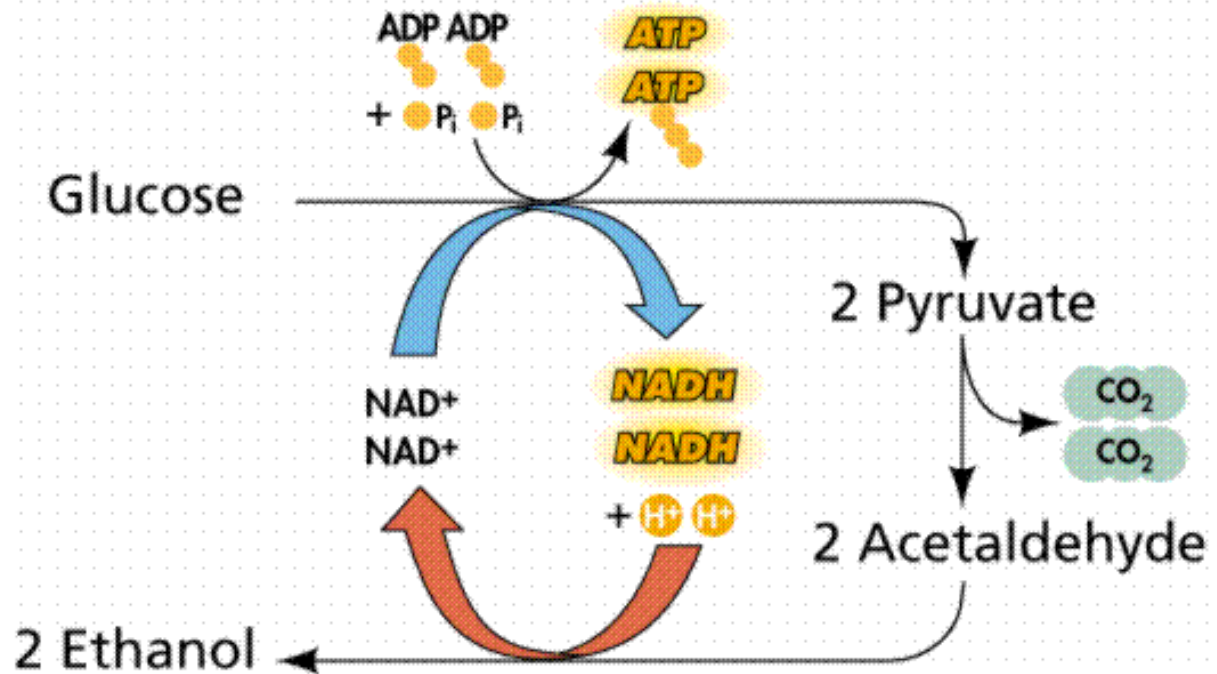 ADP ADP
+ Pi Pi
ATP
ATP
Glucose
2 Pyruvate
NAD+
NAD+
NADH
NADH
+ H+ H+
CO2
CO2
2 Acetaldehyde
2 Ethanol